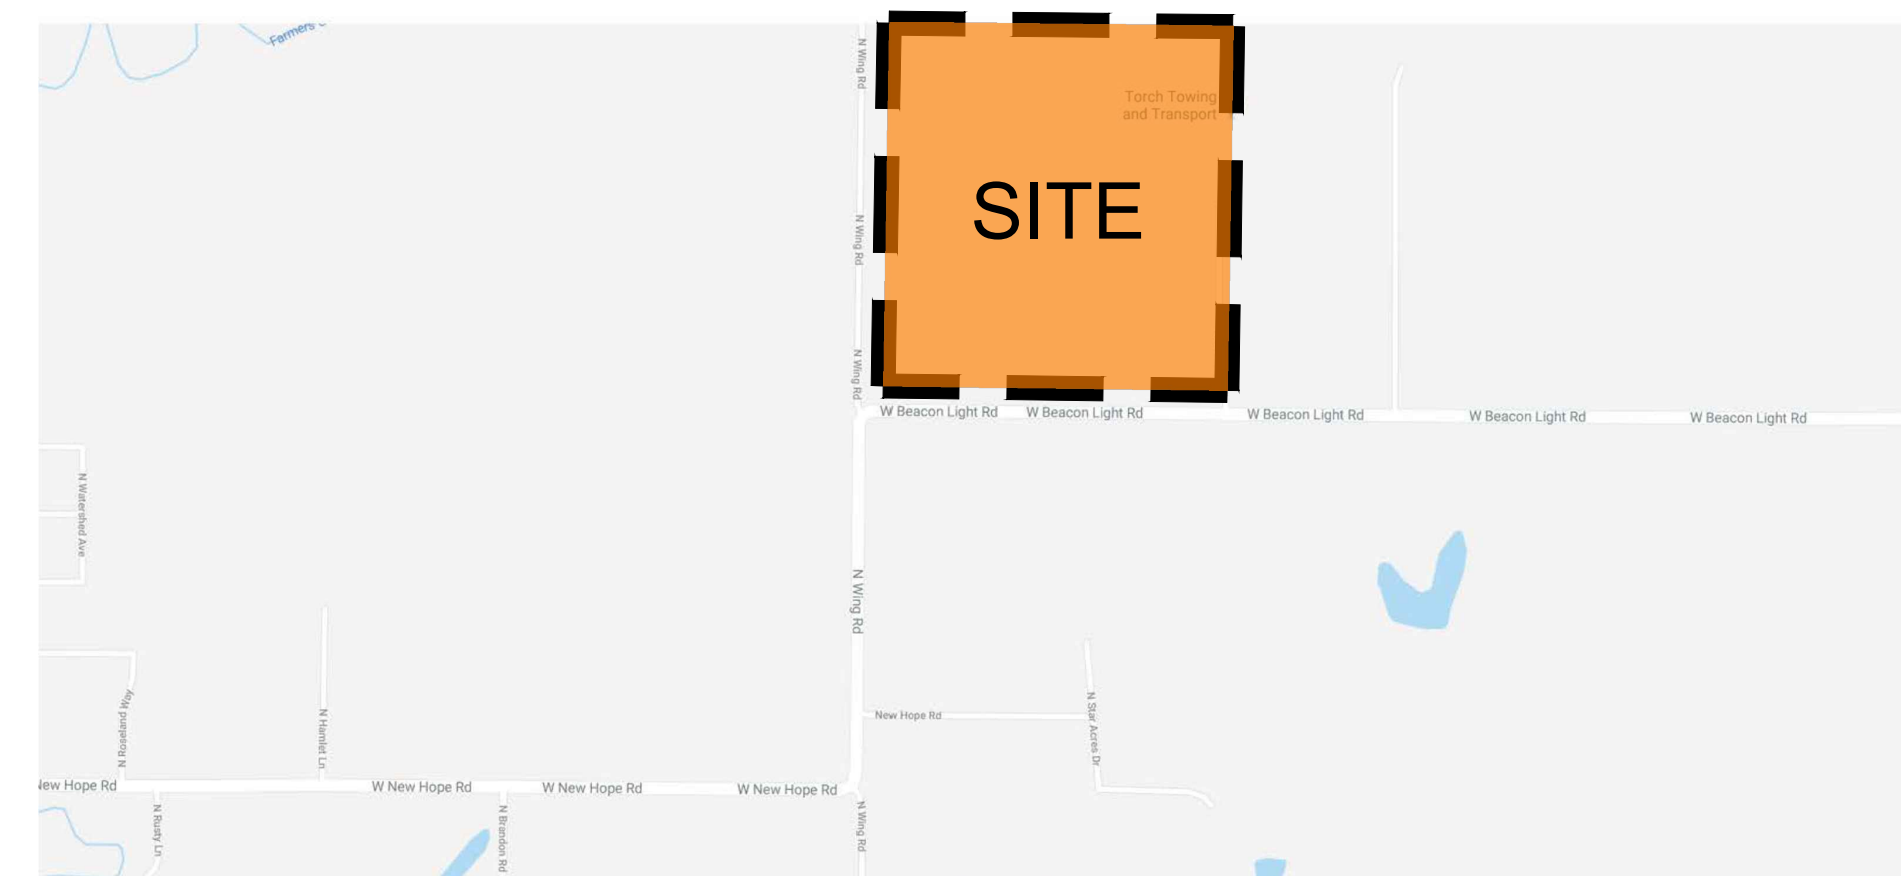 Farmers
N Wing Rd
Torch Towing
and Transport
SITE
N Wing Rd
N Wing Rd
W Beacon Light Rd
W Beacon Light Rd
W Beacon Light Rd
W Beacon Light Rd
W Beacon Light Rd
N Watershed Ave
N Wing Rd
N Roseland Way
N Hamlet Ln
New Hope Rd
N Star Acres Dr
New Hope Rd
W New Hope Rd
W New Hope Rd
W New Hope Rd
N Rusty Ln
N Brandon Rd
N Wing Rd